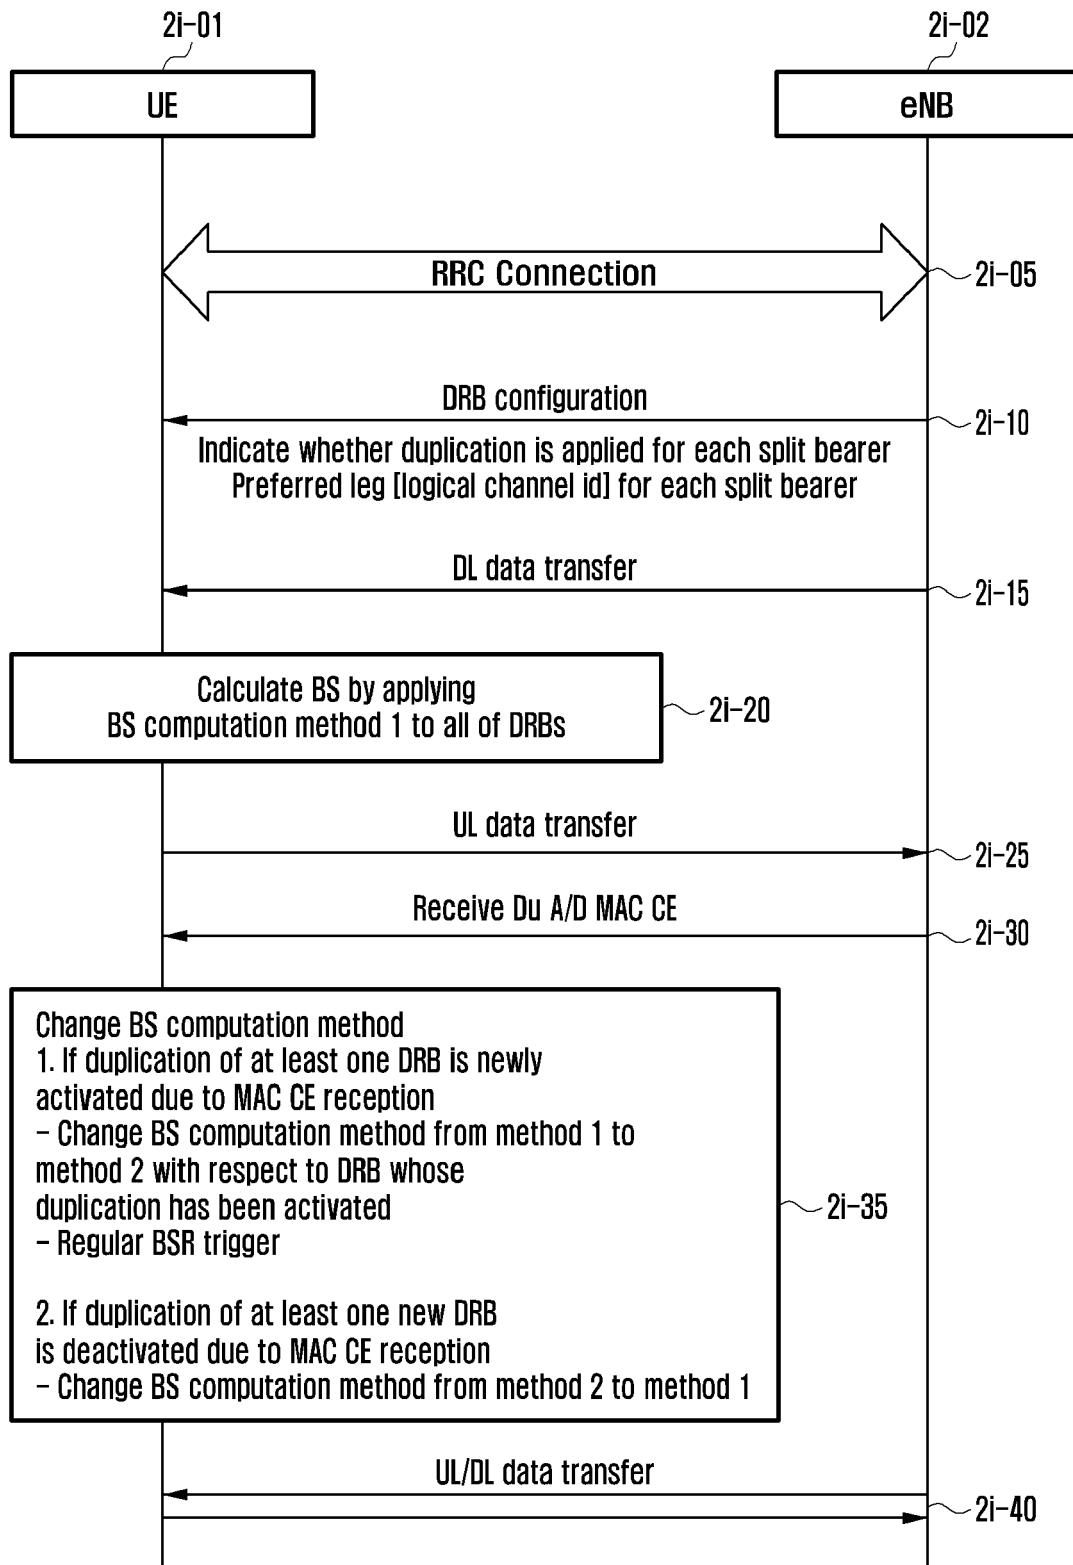 2i-01
2i-02
UE
eNB
RRC Connection
2i-05
DRB configuration
2i-10
Indicate whether duplication is applied for each split bearer
Preferred leg [logical channel id] for each split bearer
DL data transfer
2i-15
Calculate BS by applying
BS computation method 1 to all of DRBs
2i-20
UL data transfer
2i-25
Receive Du A/D MAC CE
2i-30
Change BS computation method
1. If duplication of at least one DRB is newly
activated due to MAC CE reception
– Change BS computation method from method 1 to
method 2 with respect to DRB whose
duplication has been activated
– Regular BSR trigger
2i-35
2. If duplication of at least one new DRB
is deactivated due to MAC CE reception
– Change BS computation method from method 2 to method 1
UL/DL data transfer
2i-40